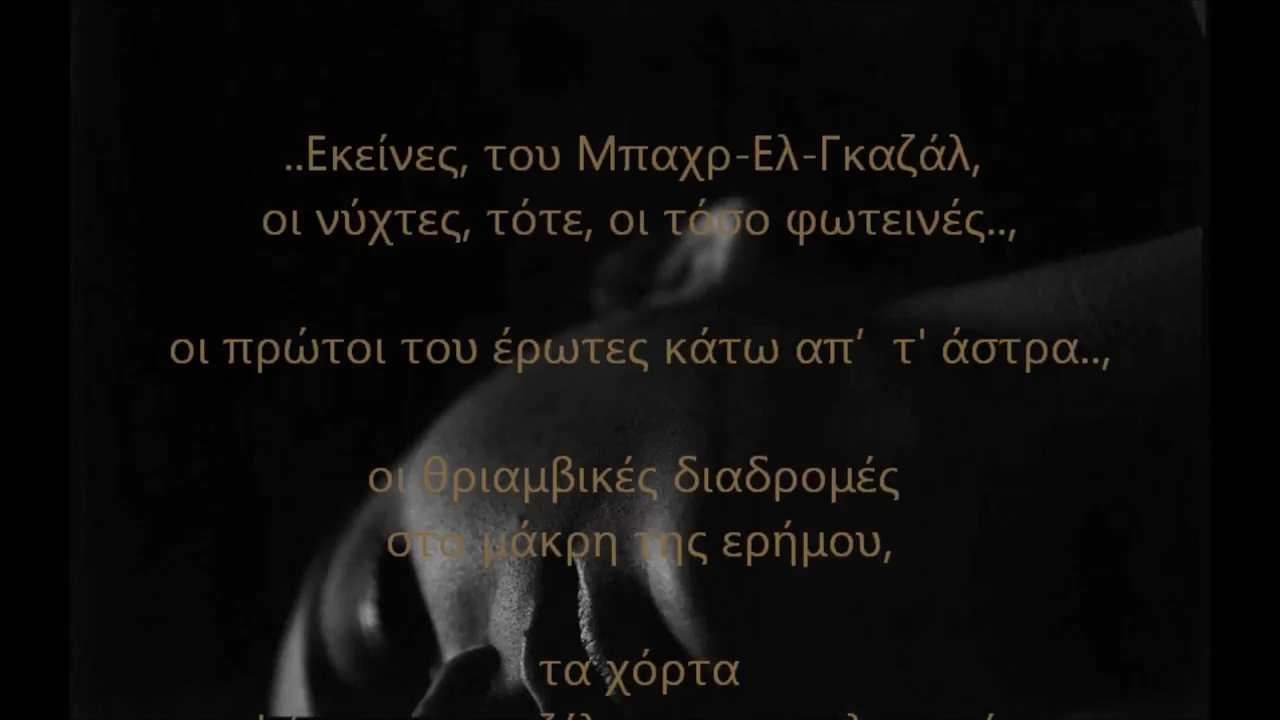 ..Εκείνες, του Μπαχρ-Ελ-Γκαζάλ,
οι νύχτες, τότε, οι τόσο φωτεινές..,
οι πρώτοι του έρωτες κάτω απ’ τ' άστρα..,
οι θριαμβικές διαδρομές
στα μάκρη της ερήμου,
τα χόρτα